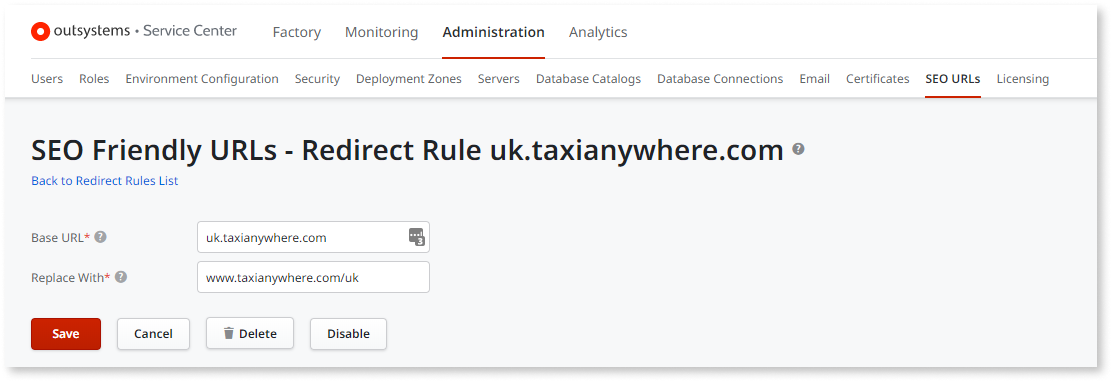 outsystems • Service Center Factory Monitoring Administration Analytics
Users Roles Environment Configuration Security Deployment Zones Servers Database Catalogs Database Connections Email Certificates SEO URLs Licensing
SEO Friendly URLs - Redirect Rule uk.taxianywhere.com ?
Back to Redirect Rules List
Base URL* ? uk.taxianywhere.com 3
Replace With* ? www.taxianywhere.com/uk
Save Cancel Delete Disable